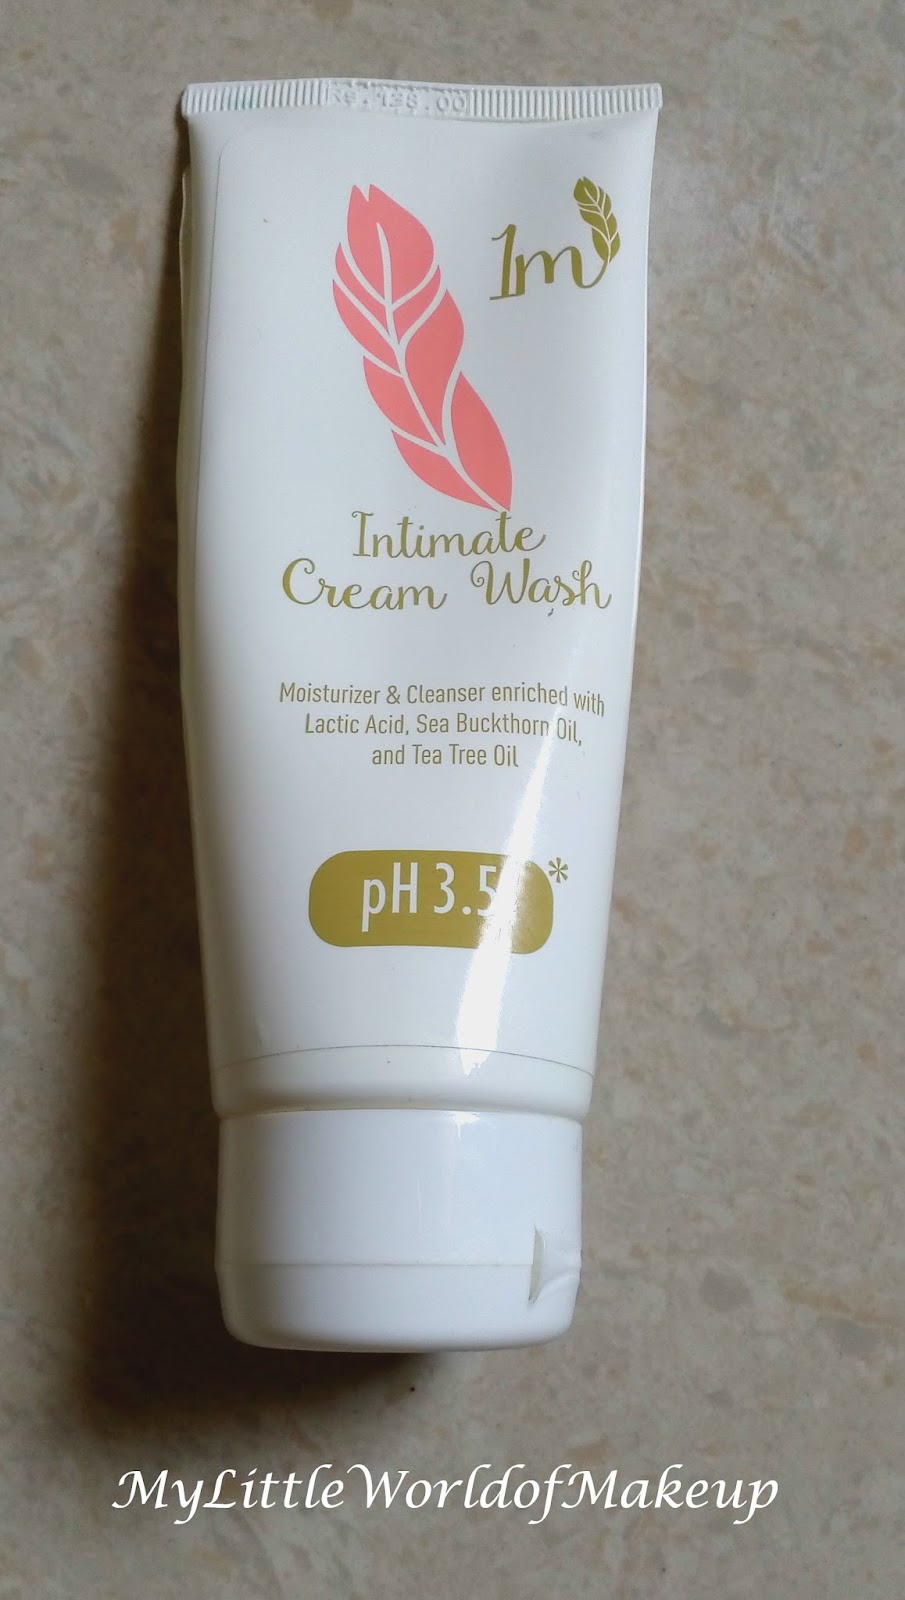 1m
Intimate
Cream Wash
Moisturizer & Cleanser enriched with
Lactic Acid, Sea Buckthorn Oil,
and Tea Tree Oil
pH 3.5
*
MyLittleWorldofMakeup